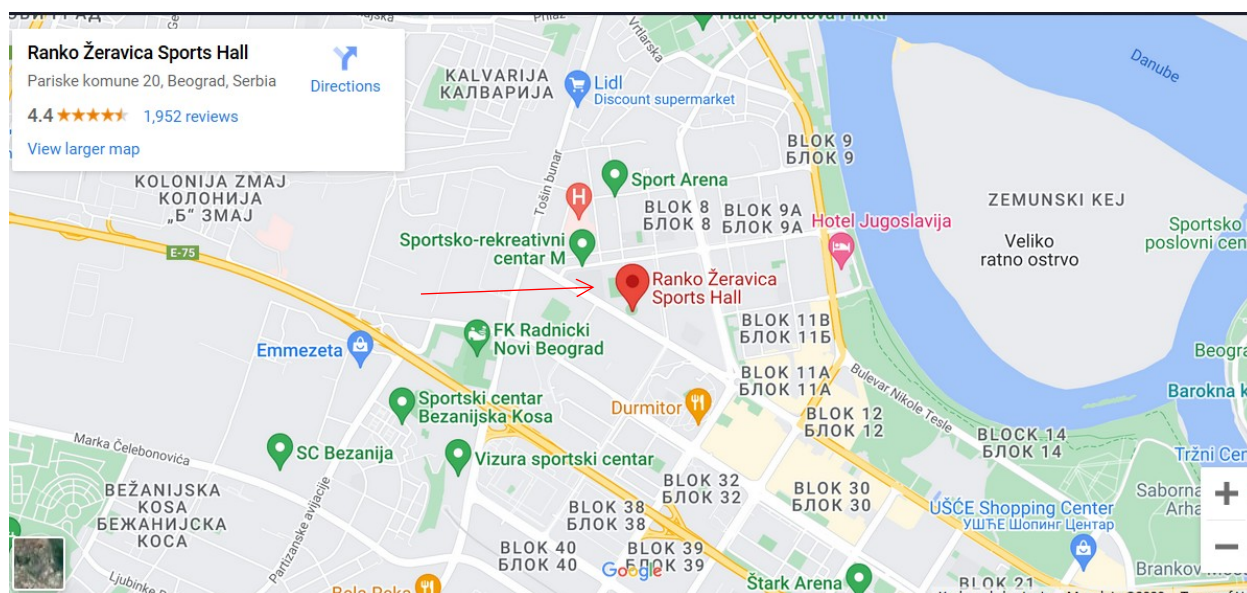 Ranko Žeravica Sports Hall
Pariske komune 20, Beograd, Serbia
Directions
4.4
1,952 reviews
View larger map
KALVARIJA
КАЛВАРИЈА
Vrtlarska
Lidl
Discount supermarket
Danube
Tošin bunar
BLOK 9
БЛОК 9
KOLONIJA ZMAJ
КОЛОНИЈА
„Б“ ЗМАЈ
Sport Arena
H
BLOK 8
БЛОК 8
BLOK 9A
БЛОК 9А
Hotel Jugoslavija
ZEMUNSKI KEJ
Veliko
ratno ostrvo
Sportsko
poslovni cen
E-75
Sportsko-rekreativni
centar M
Ranko Žeravica
Sports Hall
BLOK 11B
БЛОК 11Б
FK Radnicki
Novi Beograd
Emmezeta
BLOK 11A
БЛОК 11А
Bulevar Nikole Tesle
Beogra
Barokna k
Sportski centar
Bezanijska Kosa
Durmitor
BLOK 12
БЛОК 12
BLOCK 14
БЛОК 14
Tržni Cen
Marka Čelebonovića
SC Bezanija
Vizura sportski centar
BEŽANIJSKA
KOSA
БЕЖАНИЈСКА
КОСА
Partizanske avijacije
BLOK 32
БЛОК 32
BLOK 30
БЛОК 30
BLOK 38
БЛОК 38
UŠĆE Shopping Center
УШЋЕ Шопинг Центар
Saborna
Arha
+
−
BLOK 40
БЛОК 40
BLOK 39
БЛОК 39
Google
Štark Arena
BLOK 21
Brankov
Ljubinke